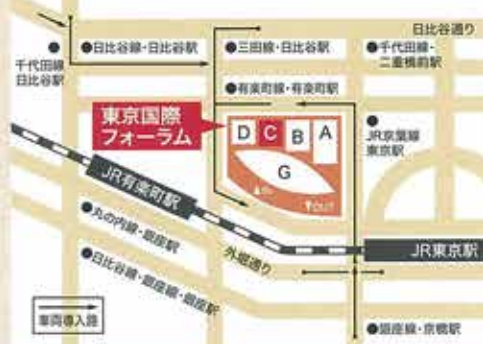 日比谷通り
●日比谷線・日比谷駅
●三田線・日比谷駅
●千代田線・
二重橋前駅
●
千代田線
日比谷駅
●有楽町線・有楽町駅
東京国際
フォーラム
D
C
B
A
G
▲IN
▼OUT
●
JR京葉線
東京駅
JR有楽町駅
●丸の内線・銀座駅
●日比谷線・銀座線・銀座駅
外堀通り
JR東京駅
車両導入路
●銀座線・京橋駅